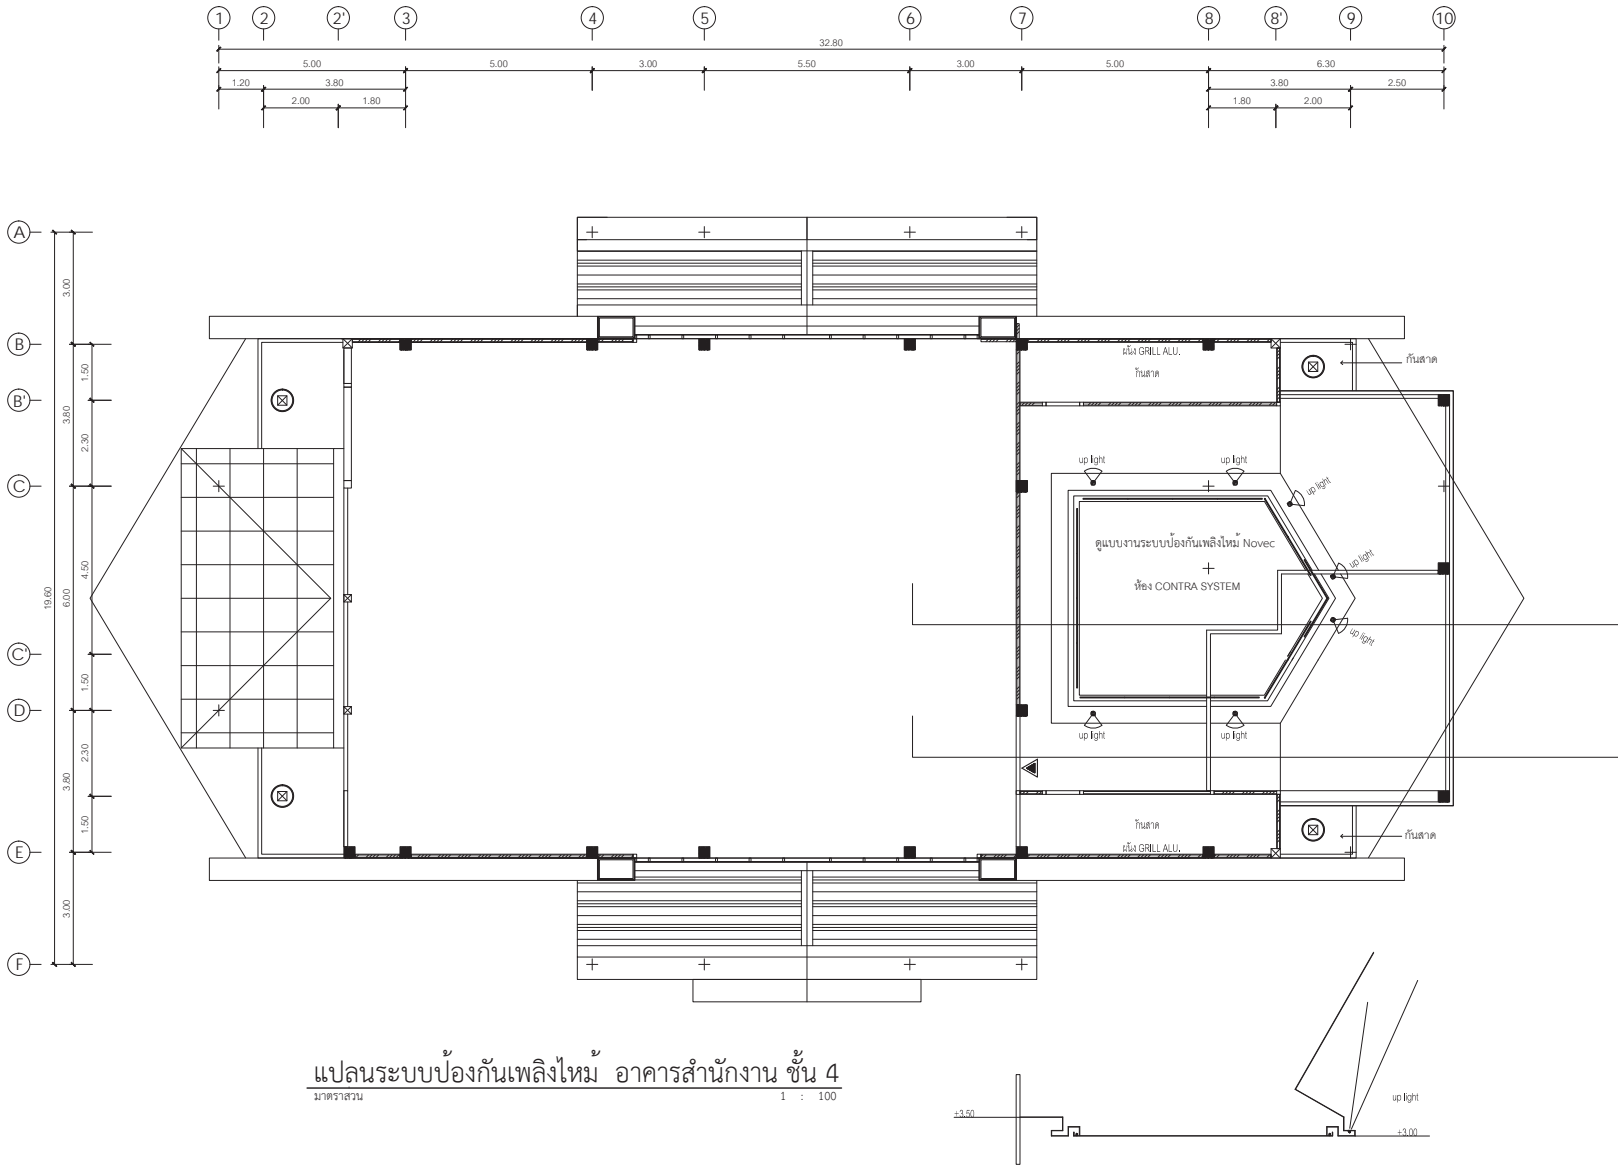 1 2 2' 3 4 5 6 7 8 8' 9 10
32.80
5.00 5.00 3.00 5.50 3.00 5.00 6.30
1.20 3.80 3.80 2.50
2.00 1.80 1.80 2.00
A
3.00
B
ผนัง GRILL ALU.
กันสาด
กันสาด
1.50
B'
3.80
2.30
C
up light up light up light
ดูแบบงานระบบป้องกันเพลิงไหม้ Novec
ห้อง CONTRA SYSTEM
up light
4.50
19.60
6.00
up light
C'
1.50
D
up light up light
2.30
3.80
1.50
กันสาด
กันสาด
ผนัง GRILL ALU.
E
3.00
F
แปลนระบบป้องกันเพลิงไหม้ อาคารสำนักงาน ชั้น 4
มาตราส่วน 1 : 100
up light
+3.50
+3.00